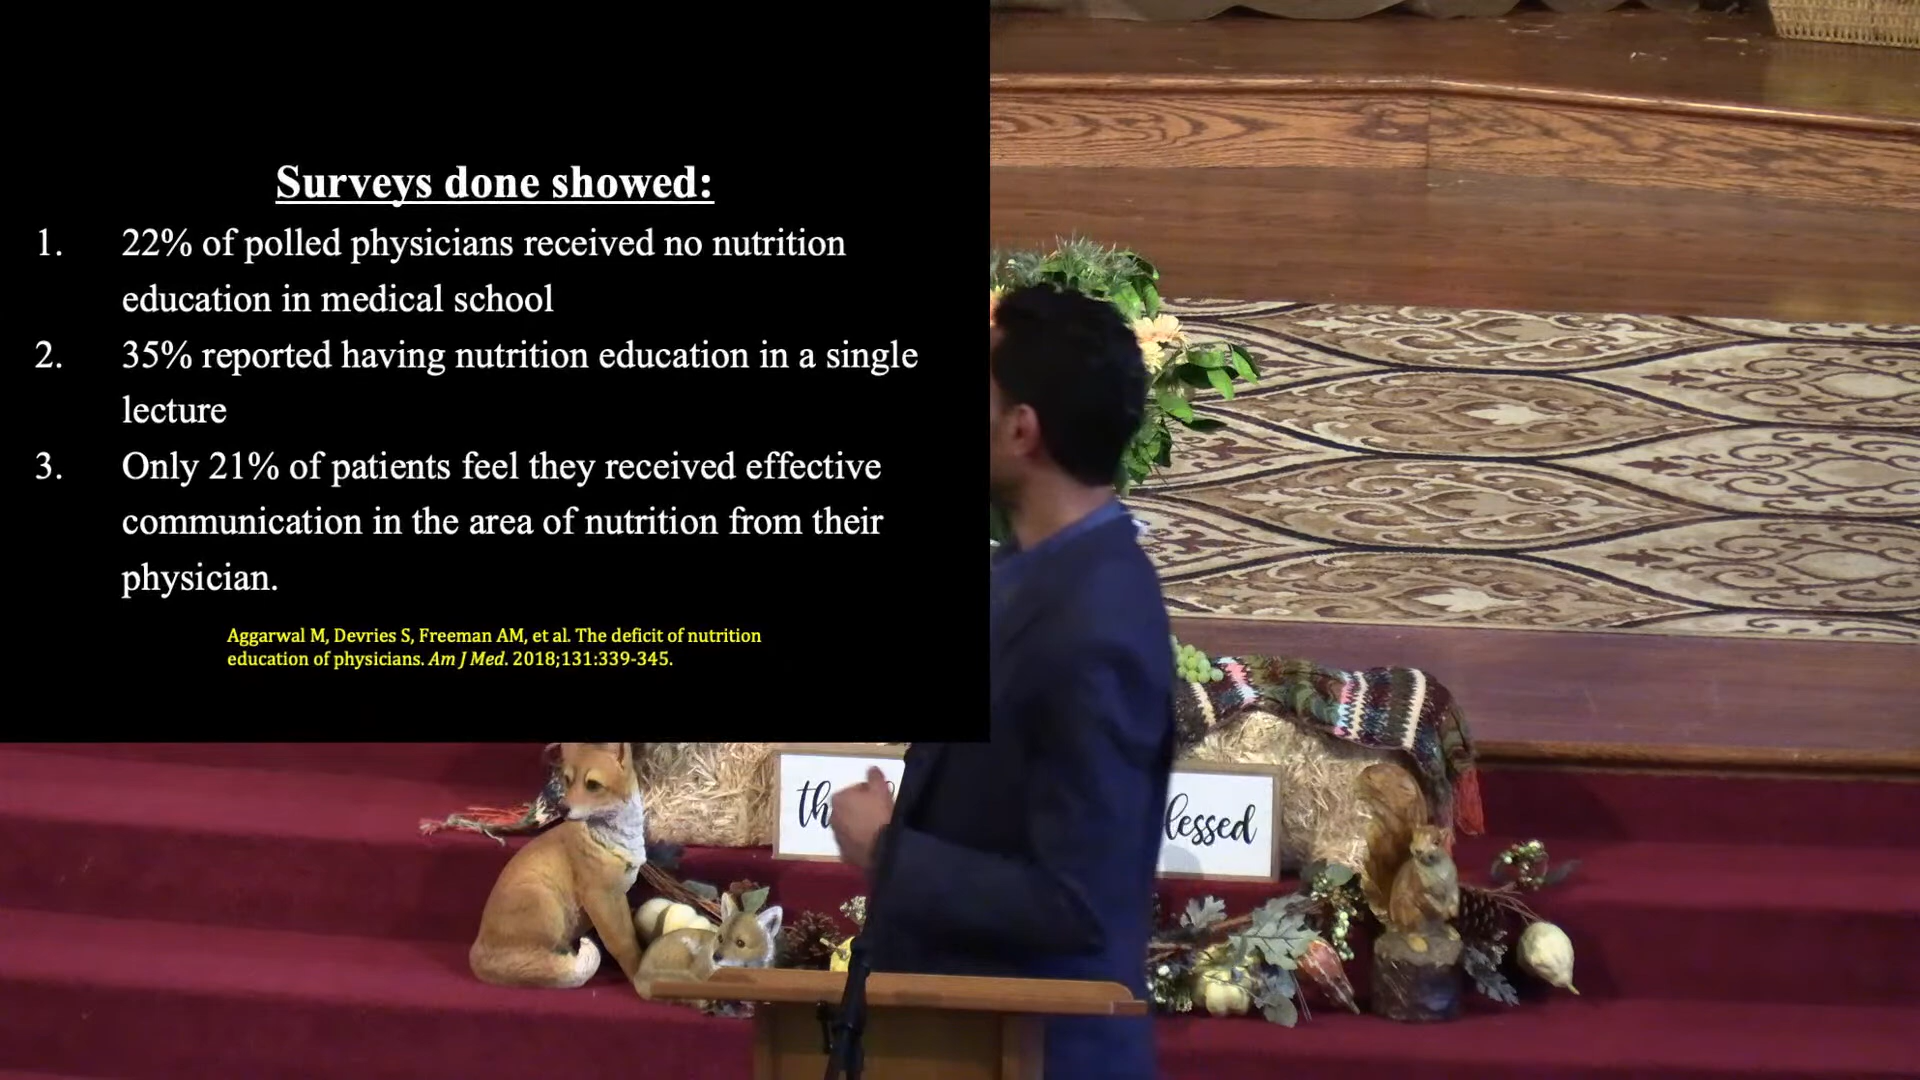 Surveys done showed:
1. 22% of polled physicians received no nutrition
education in medical school
2. 35% reported having nutrition education in a single
lecture
3. Only 21% of patients feel they received effective
communication in the area of nutrition from their
physician.
Aggarwal M, Devries S, Freeman AM, et al. The deficit of nutrition
education of physicians. Am J Med. 2018;131:339-345.
lessed